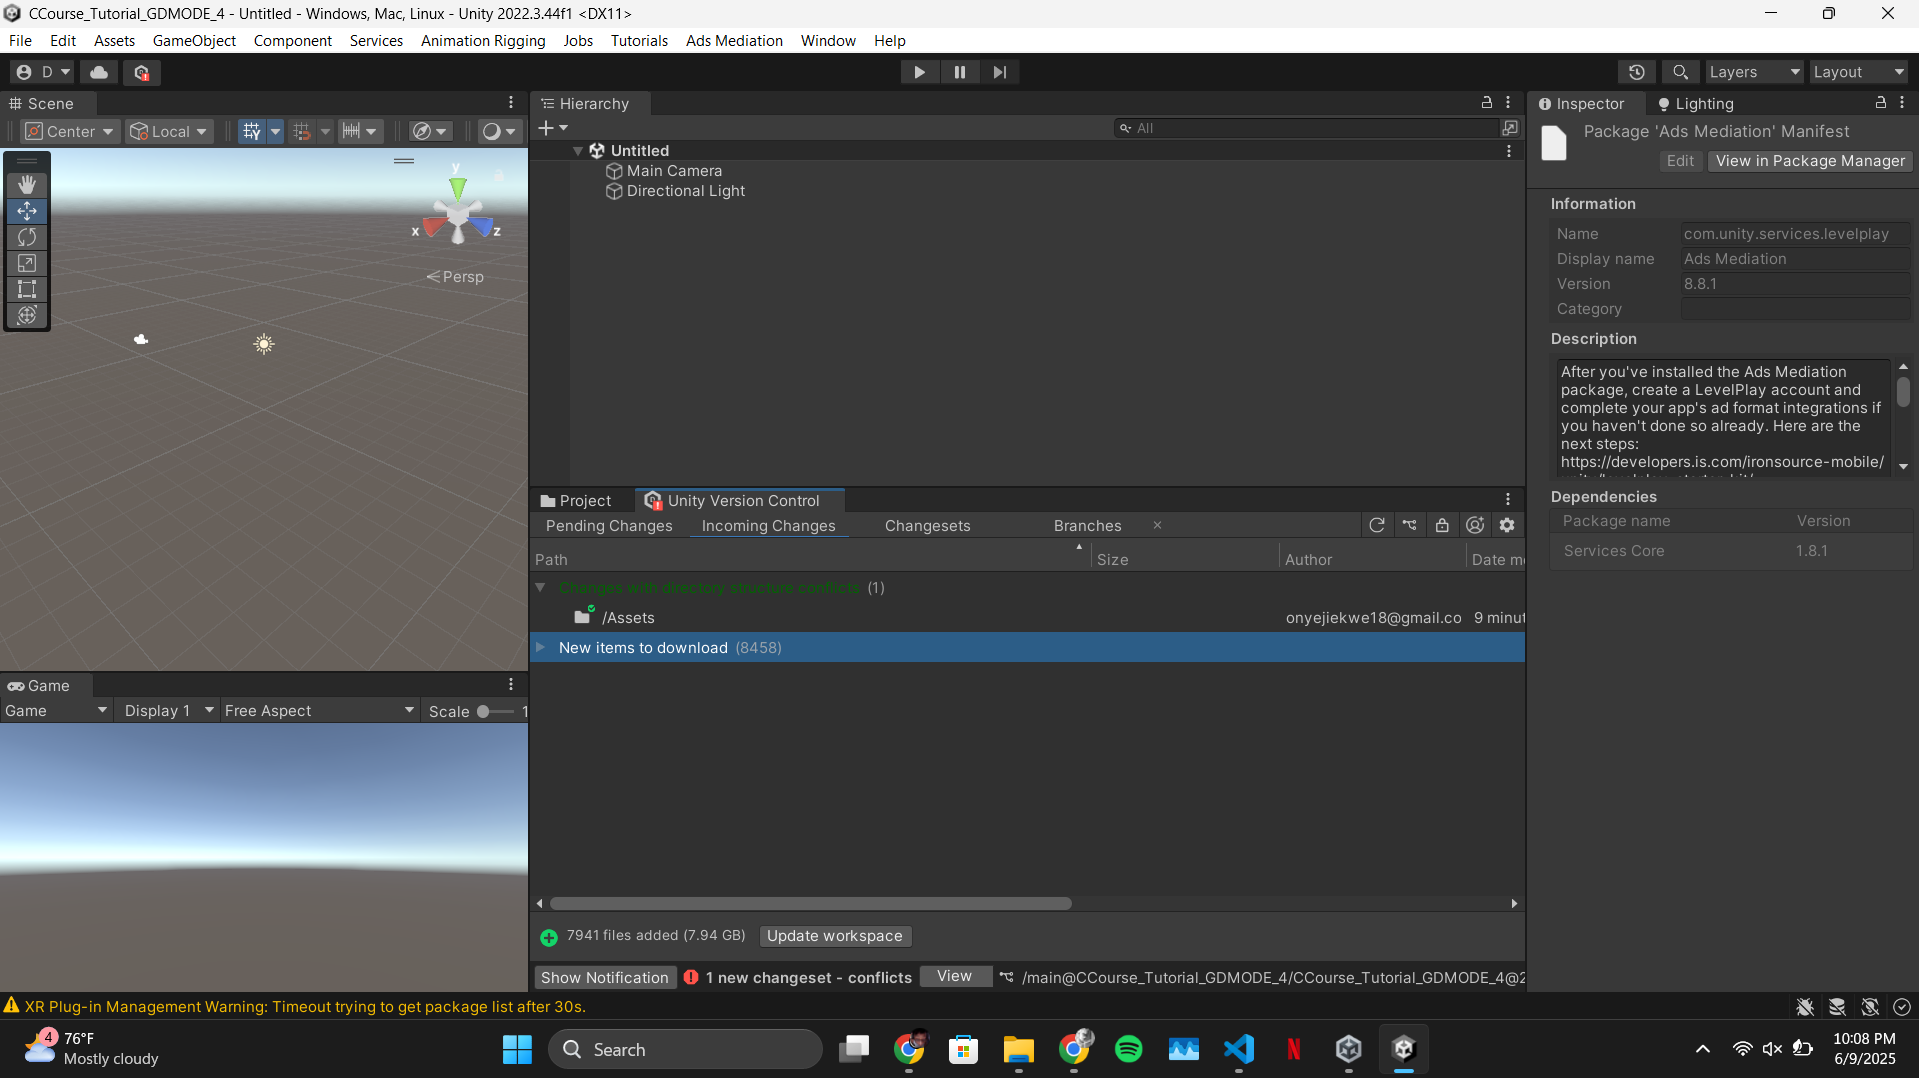 CCourse_Tutorial_GDMODE_4 - Untitled - Windows, Mac, Linux - Unity 2022.3.44f1 <DX11>
File Edit Assets GameObject Component Services Animation Rigging Jobs Tutorials Ads Mediation Window Help
D Layers Layout
Scene
Center Local
y
x z
Persp
Game
Game Display 1 Free Aspect Scale 1
Hierarchy
All
Untitled
Main Camera
Directional Light
Project Unity Version Control
Pending Changes Incoming Changes Changesets Branches
Path Size Author Date m
Changes with directory structure conflicts (1)
/Assets onyejiekwe18@gmail.co 9 minut
New items to download (8458)
7941 files added (7.94 GB) Update workspace
Show Notification 1 new changeset - conflicts View /main@CCourse_Tutorial_GDMODE_4/CCourse_Tutorial_GDMODE_4@2
Inspector Lighting
Package 'Ads Mediation' Manifest
Edit View in Package Manager
Information
Name com.unity.services.levelplay
Display name Ads Mediation
Version 8.8.1
Category
Description
After you've installed the Ads Mediation
package, create a LevelPlay account and
complete your app's ad format integrations if
you haven't done so already. Here are the
next steps:
https://developers.is.com/ironsource-mobile/
Dependencies
Package name Version
Services Core 1.8.1
XR Plug-in Management Warning: Timeout trying to get package list after 30s.
4 76°F
Mostly cloudy
Search
10:08 PM
6/9/2025